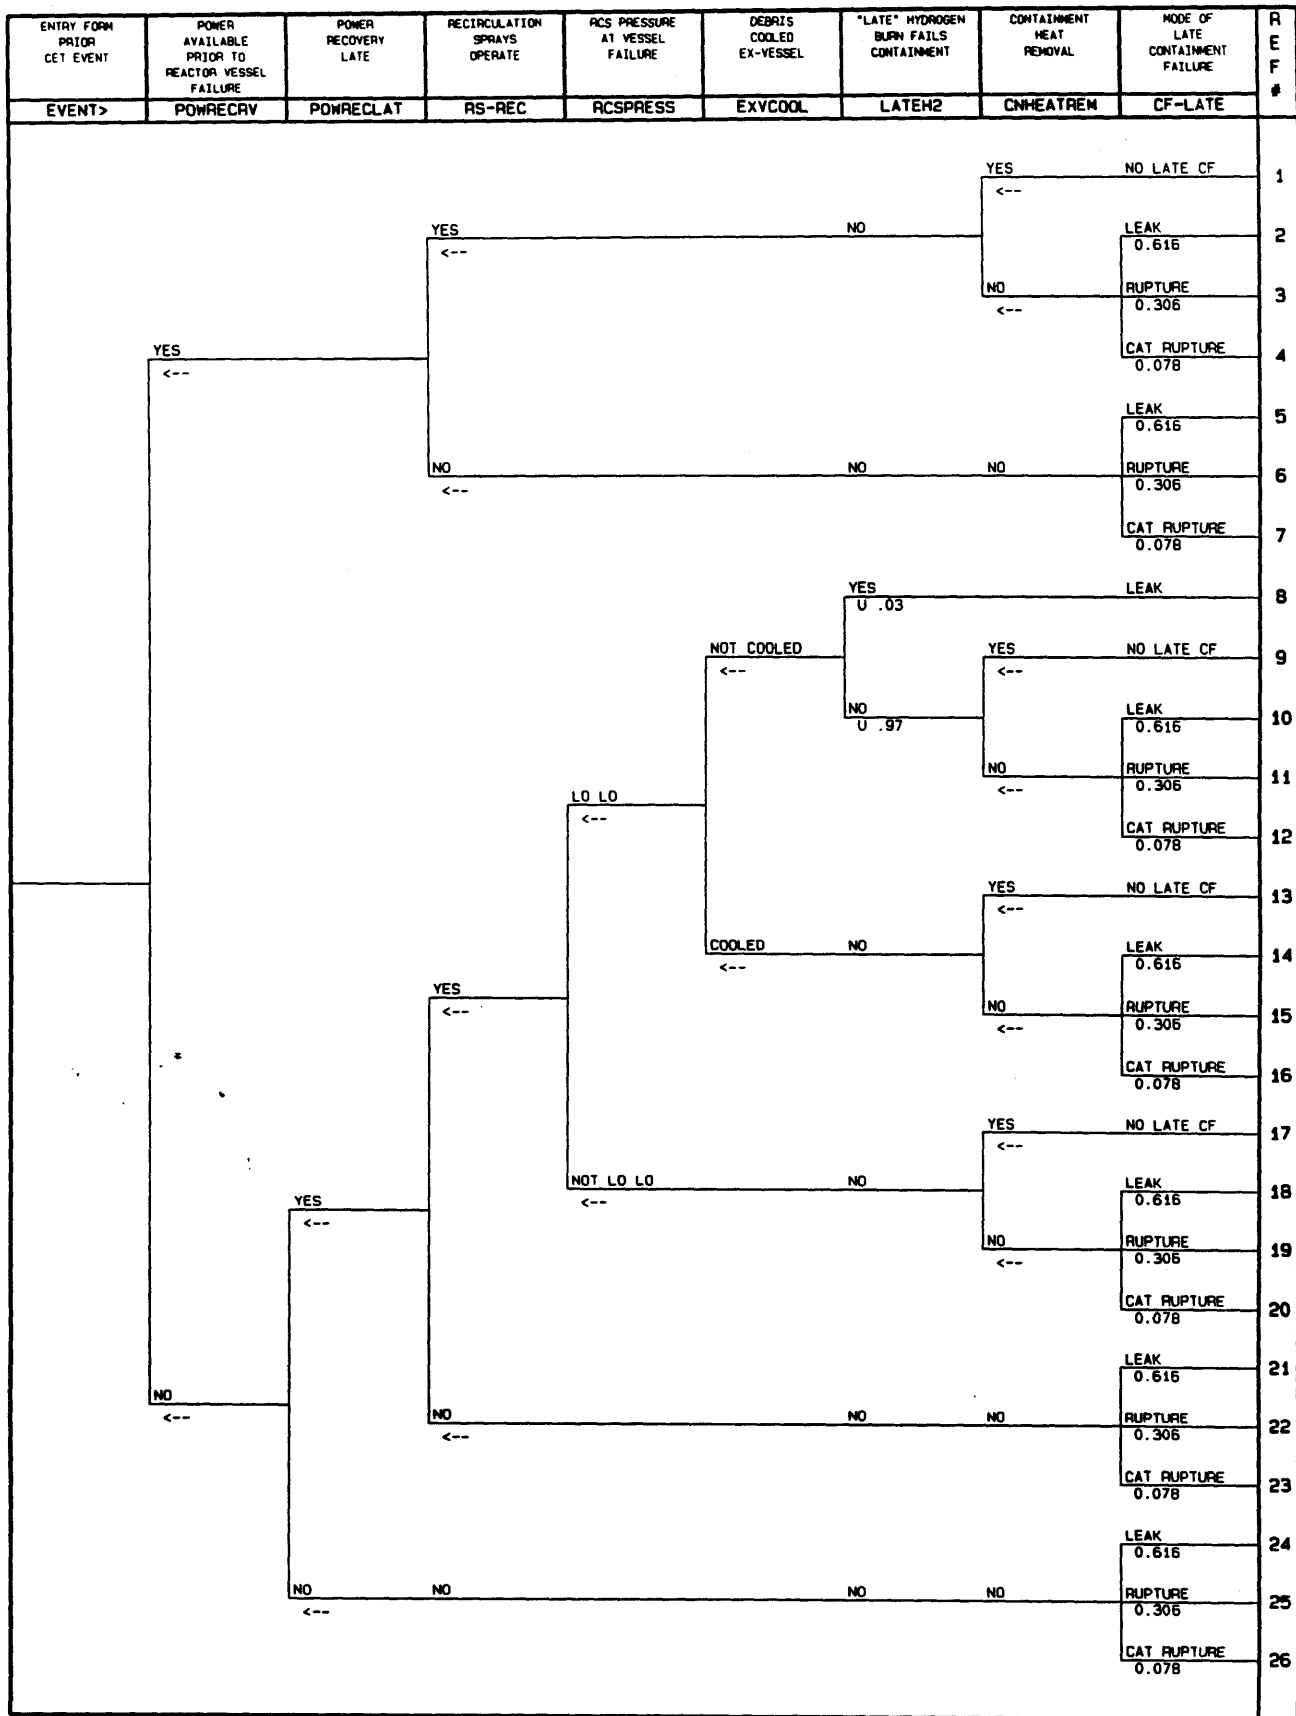 ENTRY FORM
PRIOR
CET EVENT
POWER
AVAILABLE
PRIOR TO
REACTOR VESSEL
FAILURE
POWER
RECOVERY
LATE
RECIRCULATION
SPRAYS
OPERATE
RCS PRESSURE
AT VESSEL
FAILURE
DEBRIS
COOLED
EX-VESSEL
"LATE" HYDROGEN
BURN FAILS
CONTAINMENT
CONTAINMENT
HEAT
REMOVAL
MODE OF
LATE
CONTAINMENT
FAILURE
R
E
F
#
EVENT> POWRECRV POWRECLAT RS-REC RCSPRESS EXVCOOL LATEH2 CNHEATREM CF-LATE
YES NO LATE CF 1
<--
YES NO LEAK 2
<-- 0.616
NO RUPTURE 3
<-- 0.306
YES CAT RUPTURE 4
<-- 0.078
LEAK 5
0.616
NO NO NO RUPTURE 6
<-- 0.306
CAT RUPTURE 7
0.078
YES LEAK 8
U .03
NOT COOLED YES NO LATE CF 9
<-- <--
NO LEAK 10
U .97 0.616
NO RUPTURE 11
<-- 0.306
LO LO CAT RUPTURE 12
<-- 0.078
YES NO LATE CF 13
<--
COOLED NO LEAK 14
<-- 0.616
YES NO RUPTURE 15
<-- <-- 0.306
CAT RUPTURE 16
0.078
YES NO LATE CF 17
<--
NOT LO LO NO LEAK 18
<-- 0.616
YES NO RUPTURE 19
<-- <-- 0.306
CAT RUPTURE 20
0.078
LEAK 21
0.616
NO NO NO NO RUPTURE 22
<-- <-- 0.306
CAT RUPTURE 23
0.078
LEAK 24
0.616
NO NO NO NO RUPTURE 25
<-- 0.306
CAT RUPTURE 26
0.078